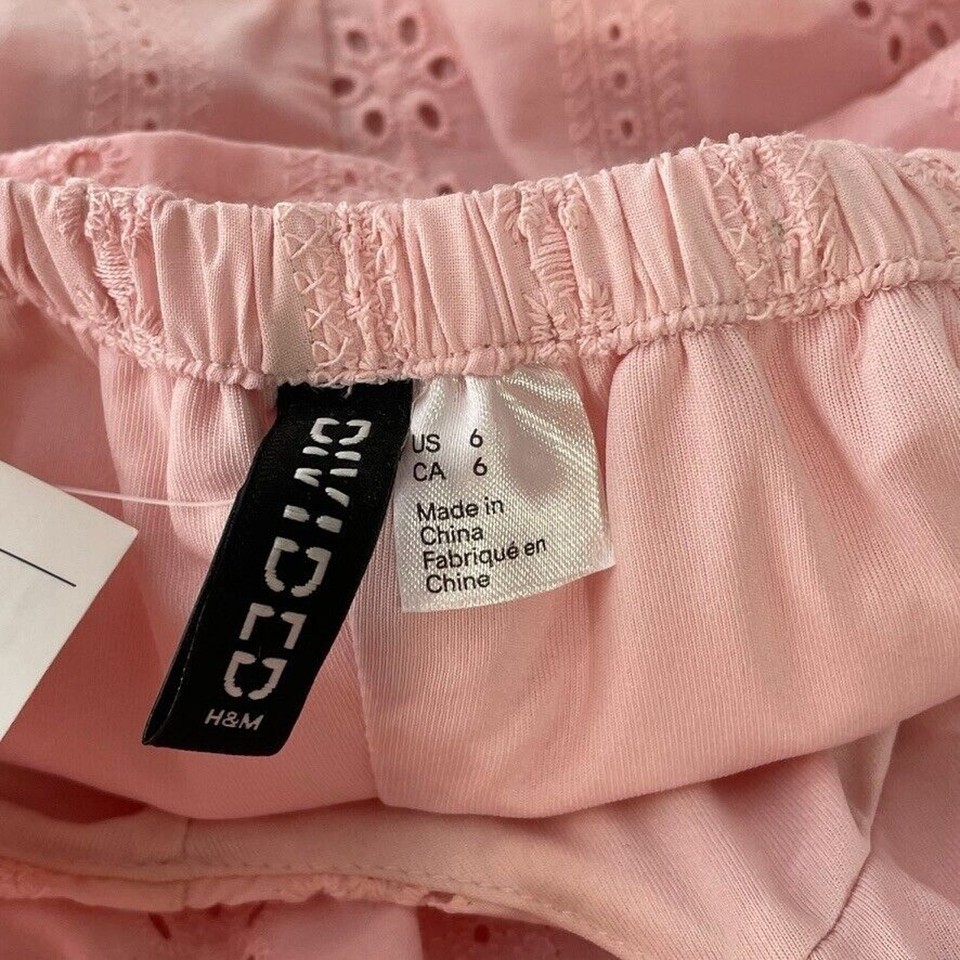 DIVIDED
H&M
US 6
CA 6
Made in
China
Fabriqué en
Chine